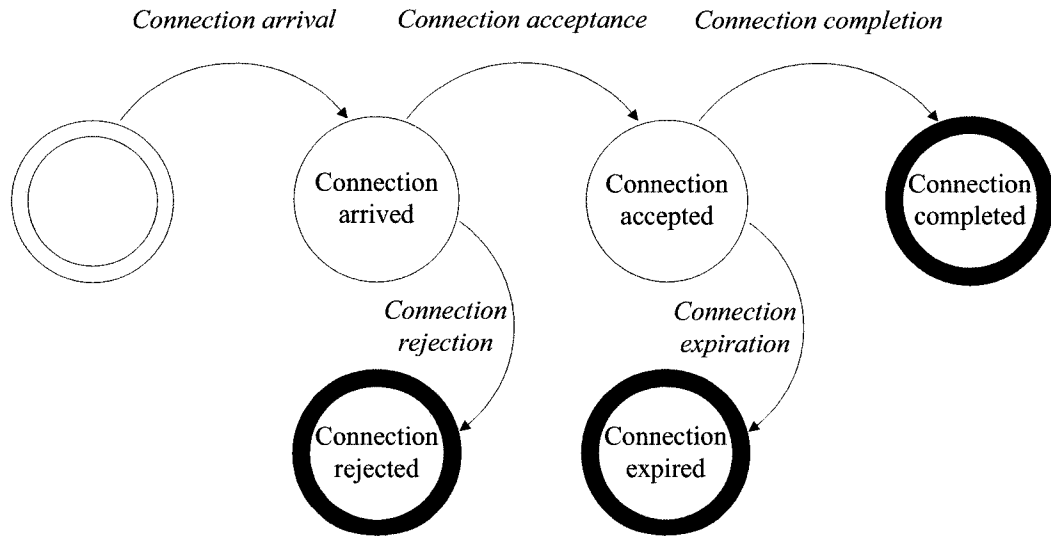 Connection arrival
Connection acceptance
Connection completion
Connection
arrived
Connection
accepted
Connection
completed
Connection
rejection
Connection
expiration
Connection
rejected
Connection
expired